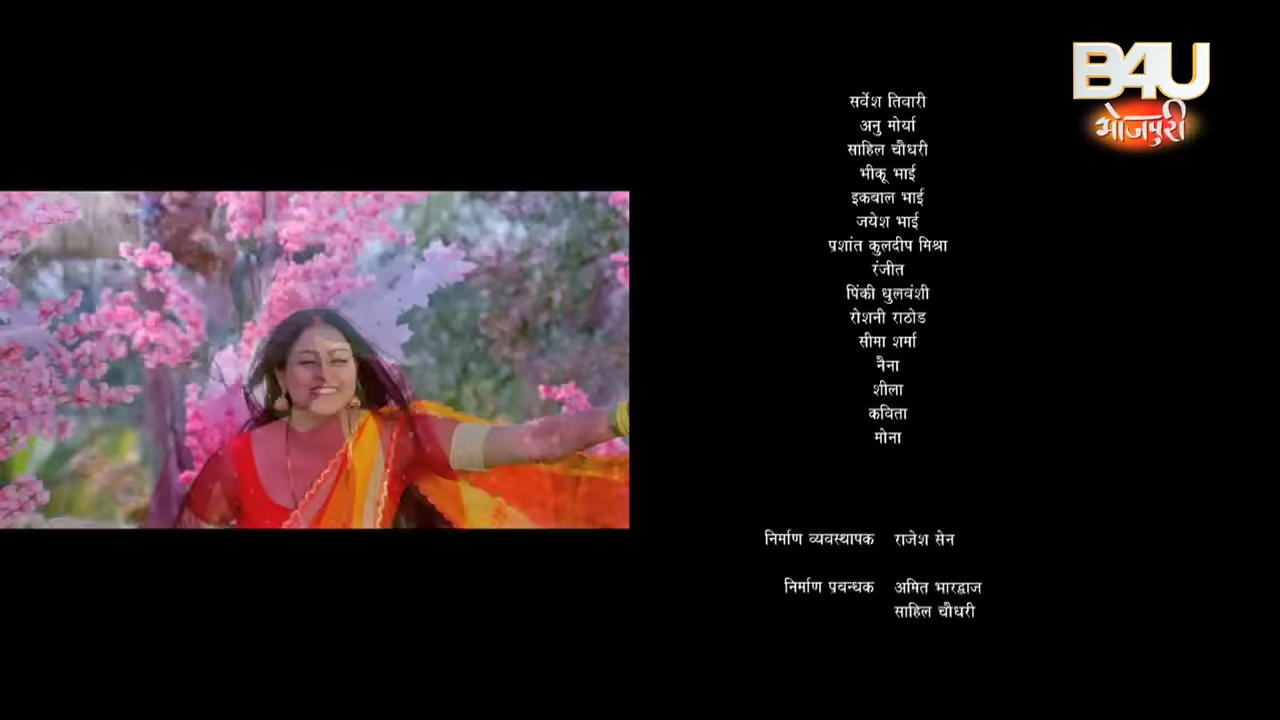 B4U
भोजपुरी
सर्वेश तिवारी
अनु मोर्या
साहिल चौधरी
भीकू भाई
इकबाल भाई
जयेश भाई
प्रशांत कुलदीप मिश्रा
रंजीत
पिंकी धुलवंशी
रोशनी राठोड
सीमा शर्मा
नैना
शीला
कविता
मोना
निर्माण व्यवस्थापक राजेश सेन
निर्माण प्रबन्धक अमित भारद्वाज
साहिल चौधरी